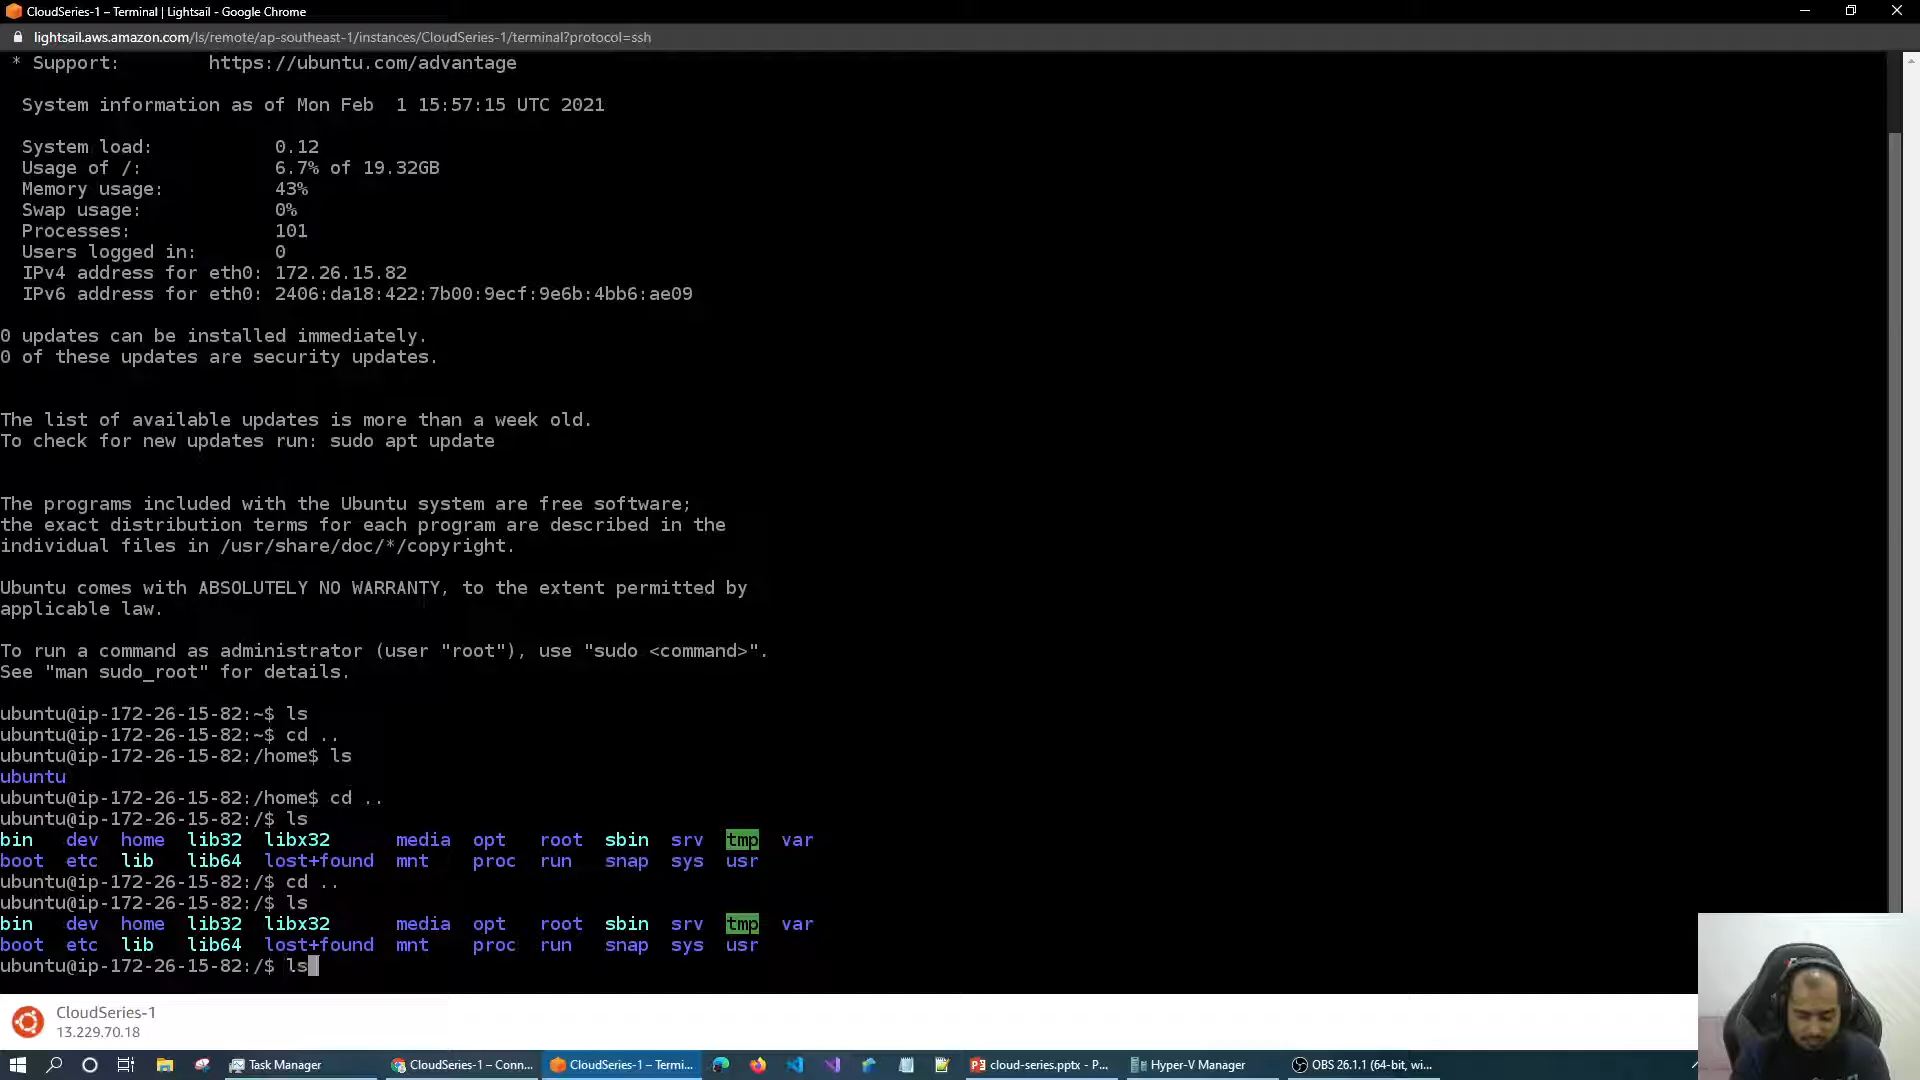 CloudSeries-1 – Terminal | Lightsail - Google Chrome
lightsail.aws.amazon.com/ls/remote/ap-southeast-1/instances/CloudSeries-1/terminal?protocol=ssh
* Support: https://ubuntu.com/advantage
System information as of Mon Feb 1 15:57:15 UTC 2021
System load: 0.12
Usage of /: 6.7% of 19.32GB
Memory usage: 43%
Swap usage: 0%
Processes: 101
Users logged in: 0
IPv4 address for eth0: 172.26.15.82
IPv6 address for eth0: 2406:da18:422:7b00:9ecf:9e6b:4bb6:ae09
0 updates can be installed immediately.
0 of these updates are security updates.
The list of available updates is more than a week old.
To check for new updates run: sudo apt update
The programs included with the Ubuntu system are free software;
the exact distribution terms for each program are described in the
individual files in /usr/share/doc/*/copyright.
Ubuntu comes with ABSOLUTELY NO WARRANTY, to the extent permitted by
applicable law.
To run a command as administrator (user "root"), use "sudo <command>".
See "man sudo_root" for details.
ubuntu@ip-172-26-15-82:~$ ls
ubuntu@ip-172-26-15-82:~$ cd ..
ubuntu@ip-172-26-15-82:/home$ ls
ubuntu
ubuntu@ip-172-26-15-82:/home$ cd ..
ubuntu@ip-172-26-15-82:/$ ls
bin dev home lib32 libx32 media opt root sbin srv tmp var
boot etc lib lib64 lost+found mnt proc run snap sys usr
ubuntu@ip-172-26-15-82:/$ cd ..
ubuntu@ip-172-26-15-82:/$ ls
bin dev home lib32 libx32 media opt root sbin srv tmp var
boot etc lib lib64 lost+found mnt proc run snap sys usr
ubuntu@ip-172-26-15-82:/$ ls
CloudSeries-1
13.229.70.18
Task Manager CloudSeries-1 – Conn... CloudSeries-1 – Termi... cloud-series.pptx - P... Hyper-V Manager OBS 26.1.1 (64-bit, wi...